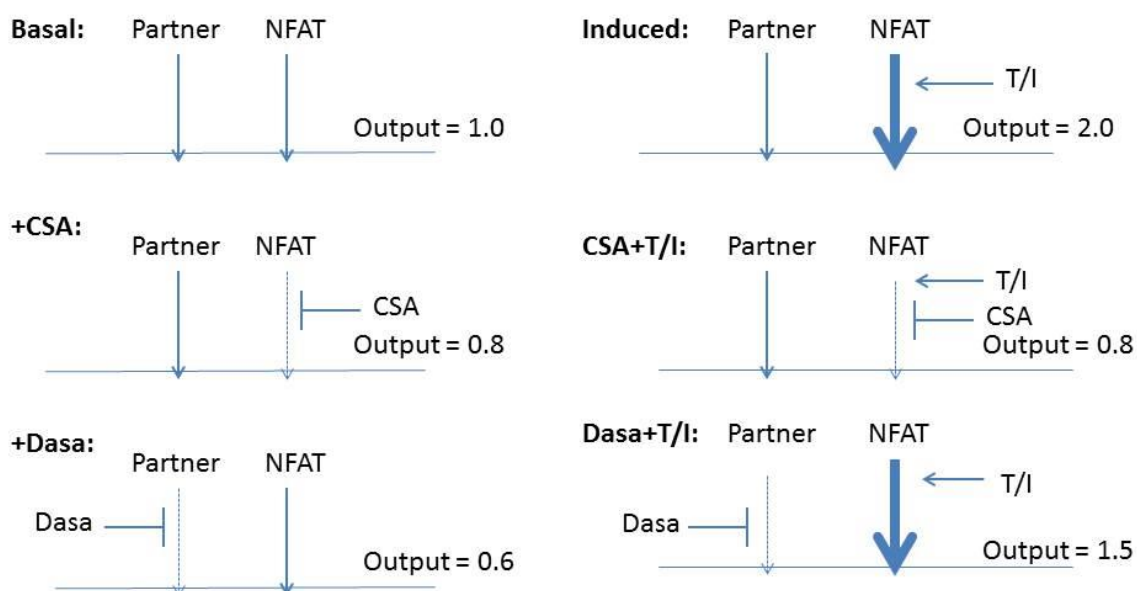 Basal: Partner NFAT
Output = 1.0
Induced: Partner NFAT
T/I
Output = 2.0
+CSA:
Partner NFAT
CSA
Output = 0.8
CSA+T/I: Partner NFAT
T/I
CSA
Output = 0.8
+Dasa:
Partner NFAT
Dasa
Output = 0.6
Dasa+T/I: Partner NFAT
T/I
Dasa
Output = 1.5